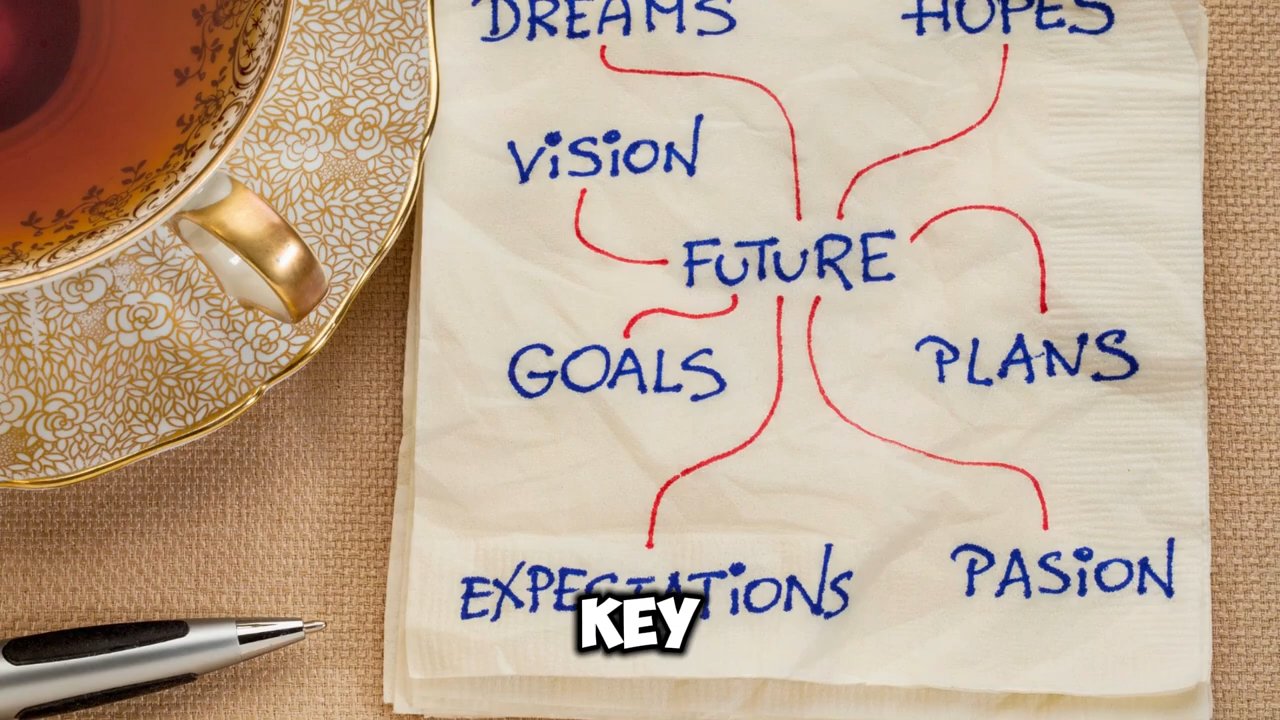 DREAMS HOPES
ViSiON
FUTURE
GOALS PLANS
EXPECTATiONS PASiON
KEY